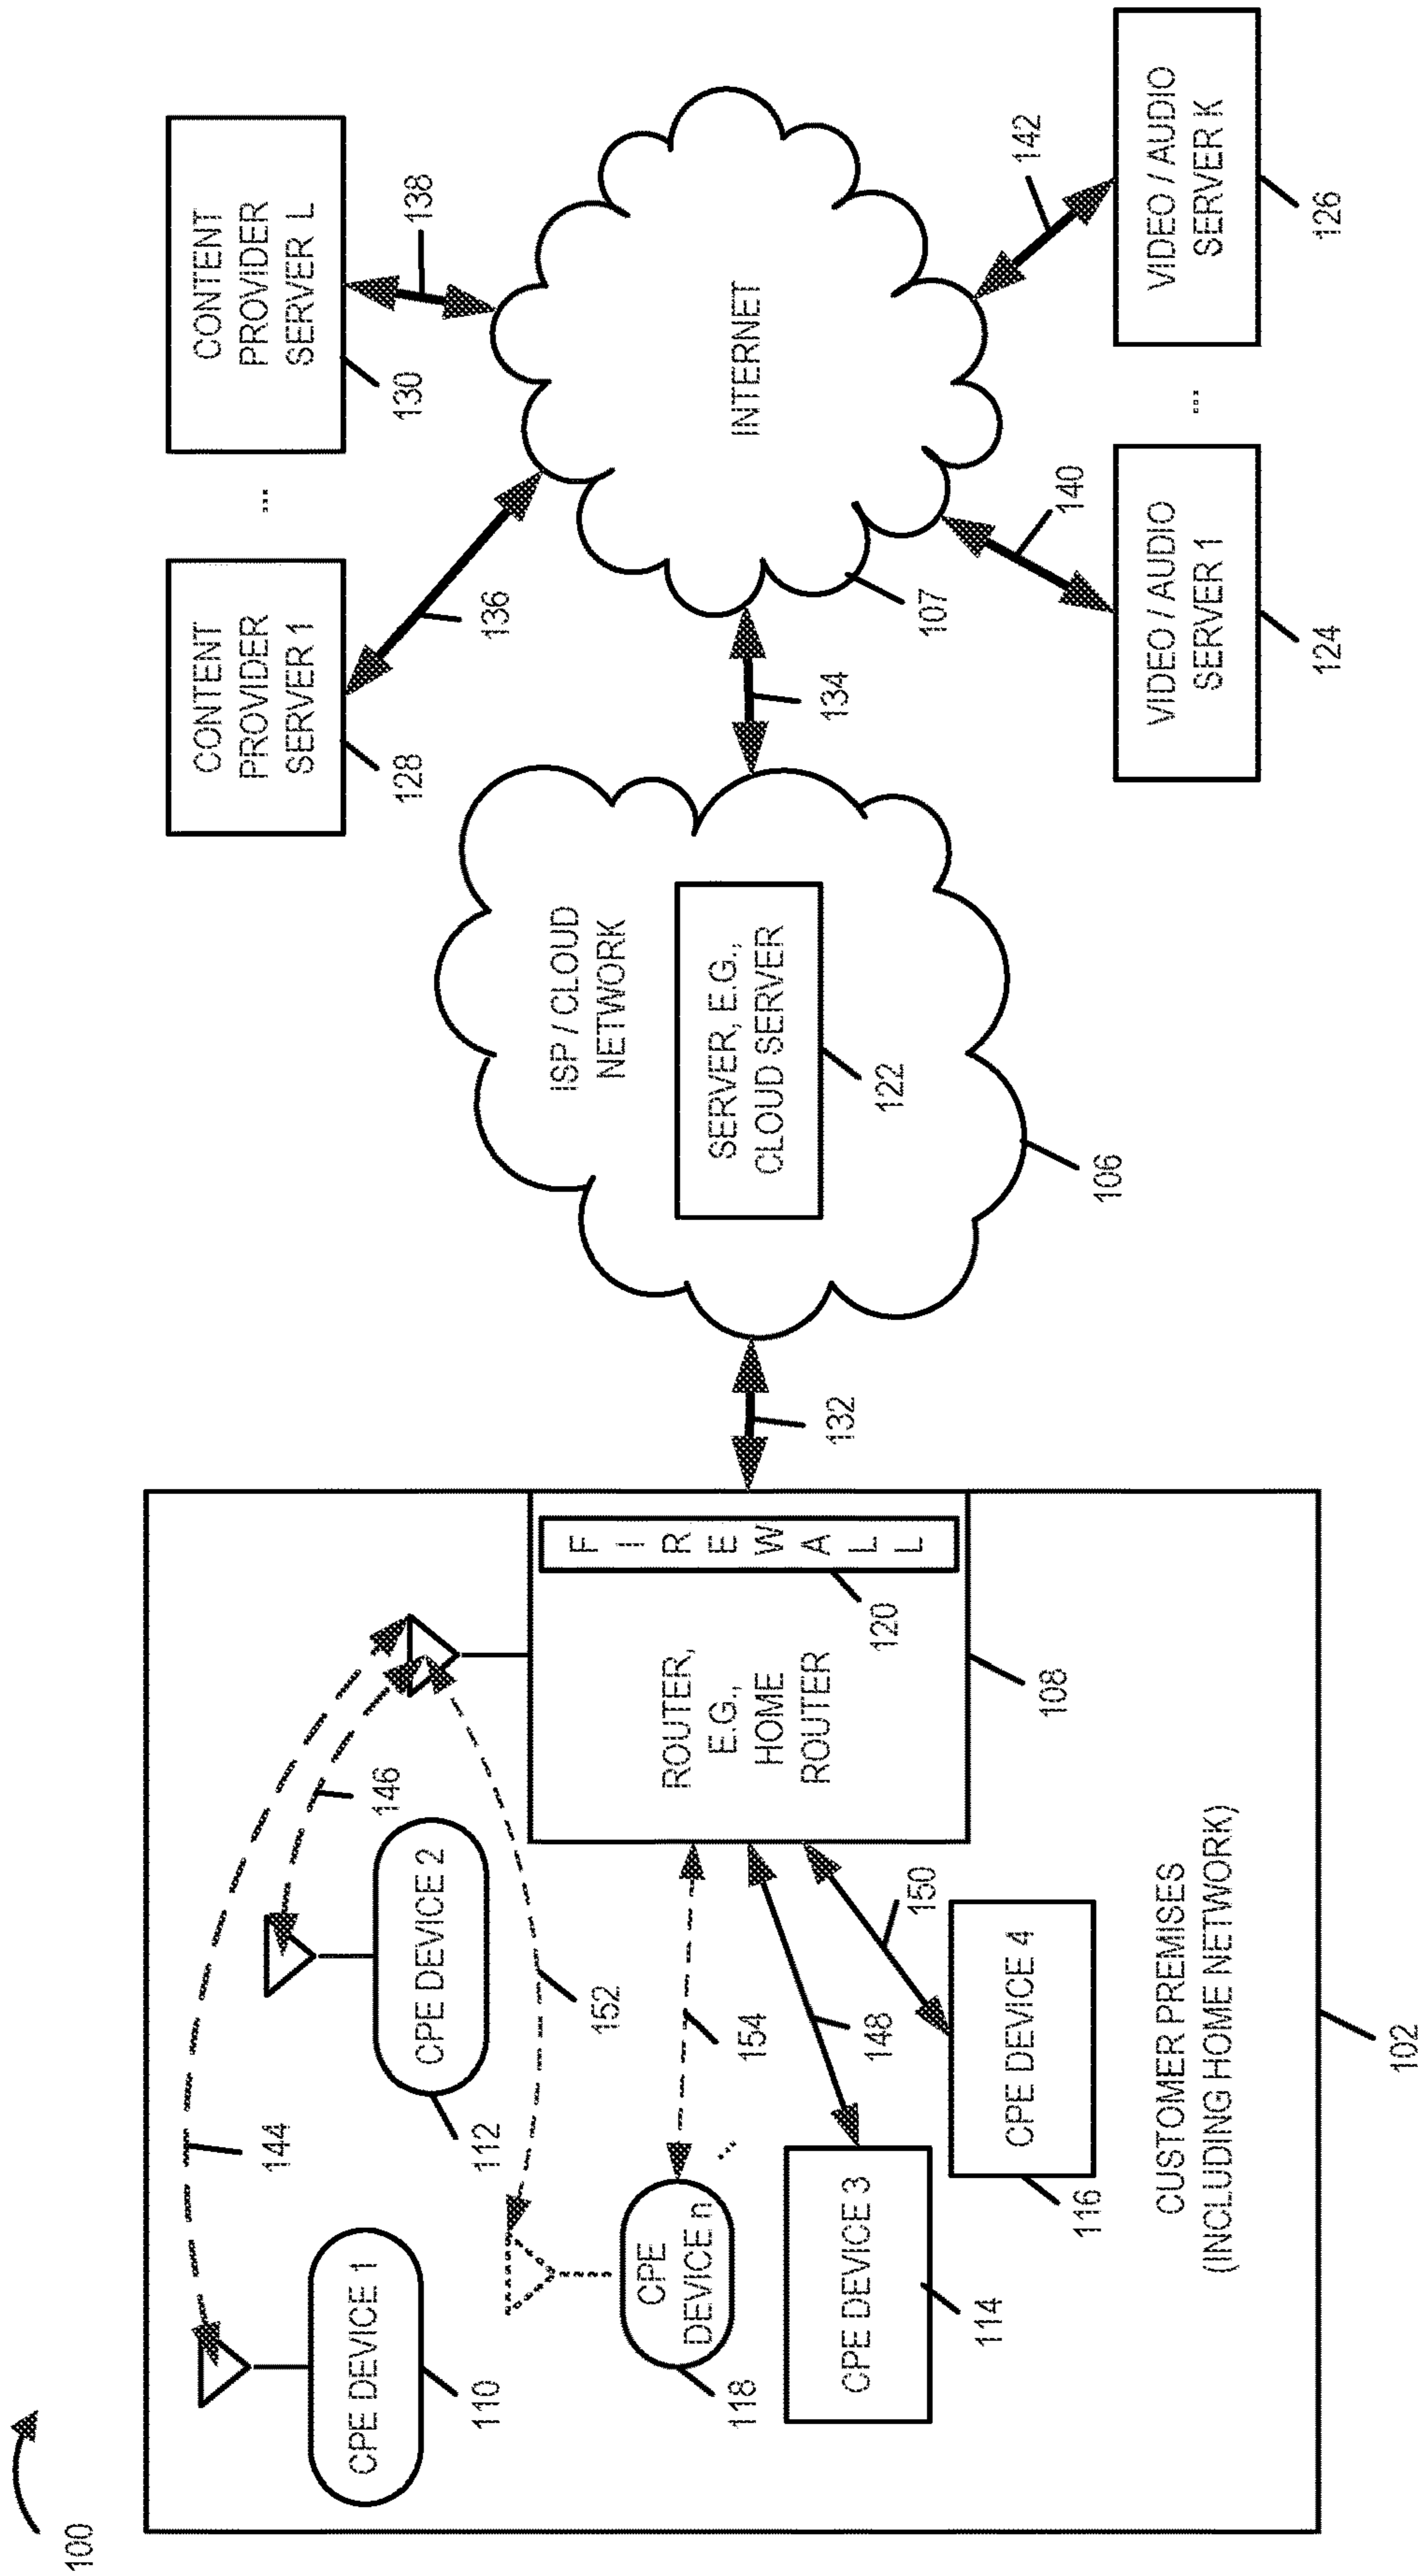 100
CPE DEVICE 1
110
144
CPE DEVICE 2
112
146
152
CPE
DEVICE n
118
...
154
CPE DEVICE 3
114
148
CPE DEVICE 4
116
150
ROUTER,
E.G.,
HOME
ROUTER
108
FIREWALL
120
CUSTOMER PREMISES
(INCLUDING HOME NETWORK)
102
132
ISP / CLOUD
NETWORK
SERVER, E.G.,
CLOUD SERVER
122
106
134
CONTENT
PROVIDER
SERVER 1
128
136
...
CONTENT
PROVIDER
SERVER L
130
138
INTERNET
107
140
VIDEO / AUDIO
SERVER 1
124
...
142
VIDEO / AUDIO
SERVER K
126